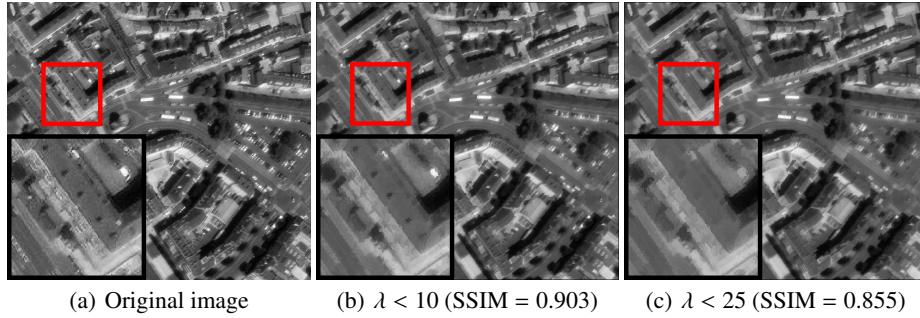 (a) Original image
(b) λ < 10 (SSIM = 0.903)
(c) λ < 25 (SSIM = 0.855)